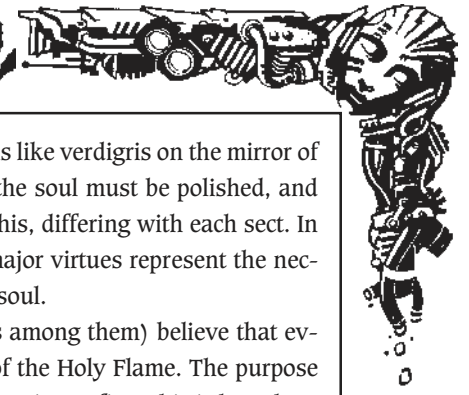 s like verdigris on the mirror of
the soul must be polished, and
his, differing with each sect. In
major virtues represent the nec-
soul.
s among them) believe that ev-
of the Holy Flame. The purpose